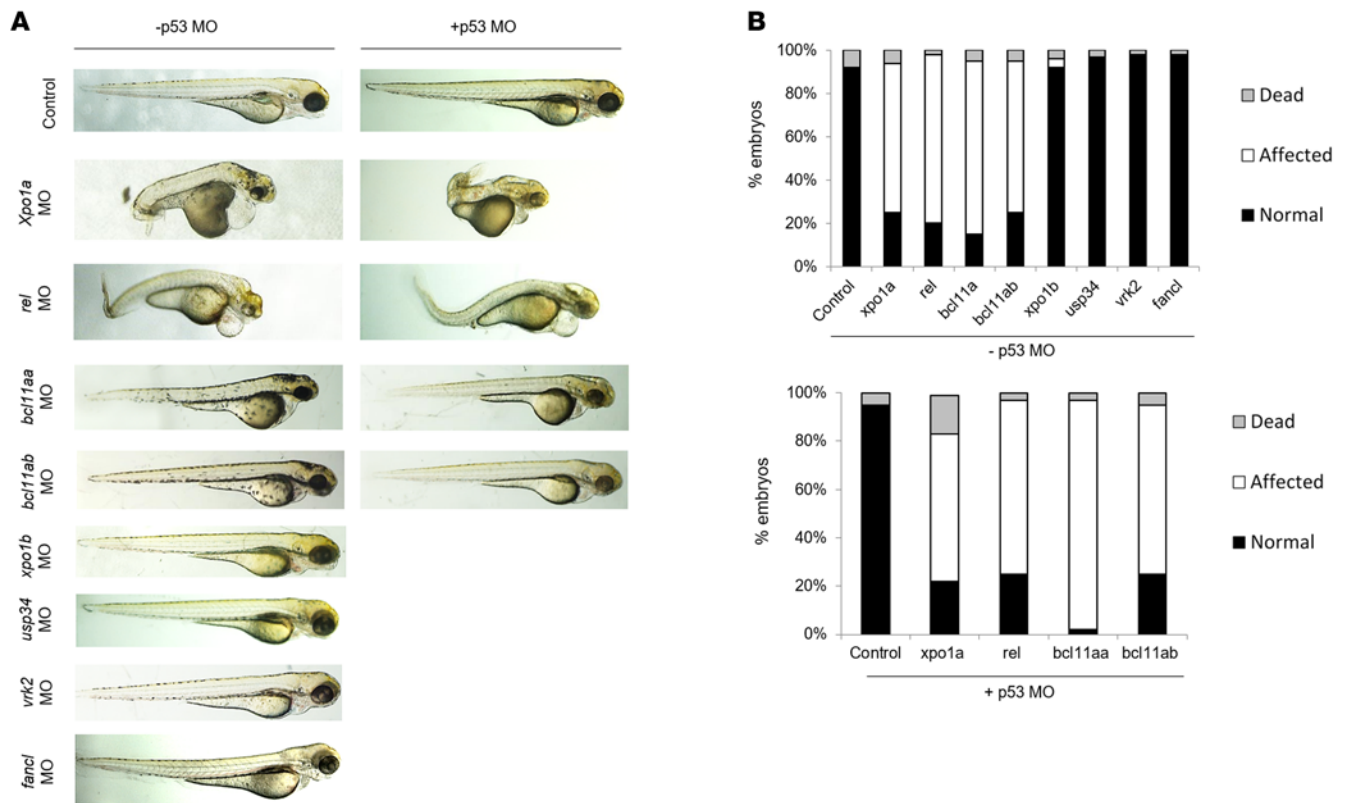 A
-p53 MO
+p53 MO
Control
Xpo1a
MO
rel
MO
bcl11aa
MO
bcl11ab
MO
xpo1b
MO
usp34
MO
vrk2
MO
fancl
MO
B
100%
80%
60%
40%
20%
0%
% embryos
Control
xpo1a
rel
bcl11a
bcl11ab
xpo1b
usp34
vrk2
fancl
- p53 MO
Dead
Affected
Normal
100%
80%
60%
40%
20%
0%
% embryos
Control
xpo1a
rel
bcl11aa
bcl11ab
+ p53 MO
Dead
Affected
Normal